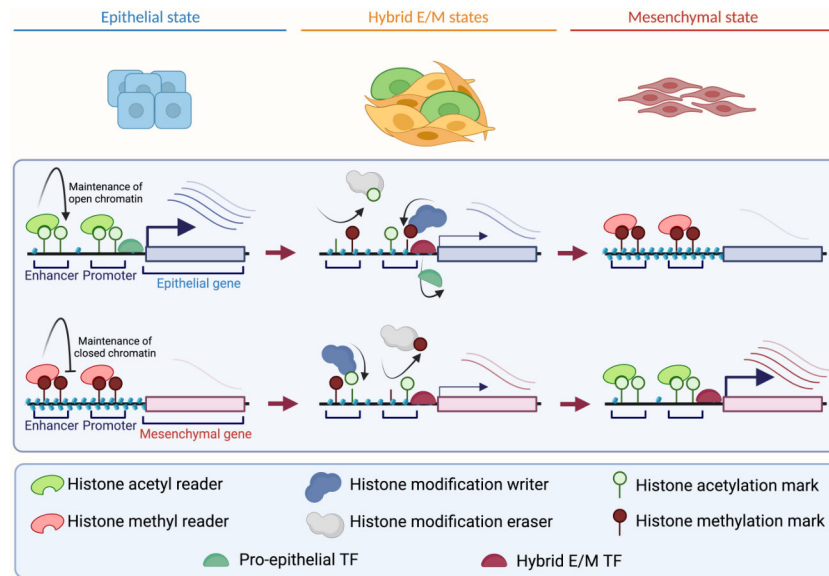 Epithelial state
Hybrid E/M states
Mesenchymal state
Maintenance of
open chromatin
Enhancer
Promoter
Epithelial gene
Maintenance of
closed chromatin
Enhancer
Promoter
Mesenchymal gene
Histone acetyl reader
Histone modification writer
Histone acetylation mark
Histone methyl reader
Histone modification eraser
Histone methylation mark
Pro-epithelial TF
Hybrid E/M TF